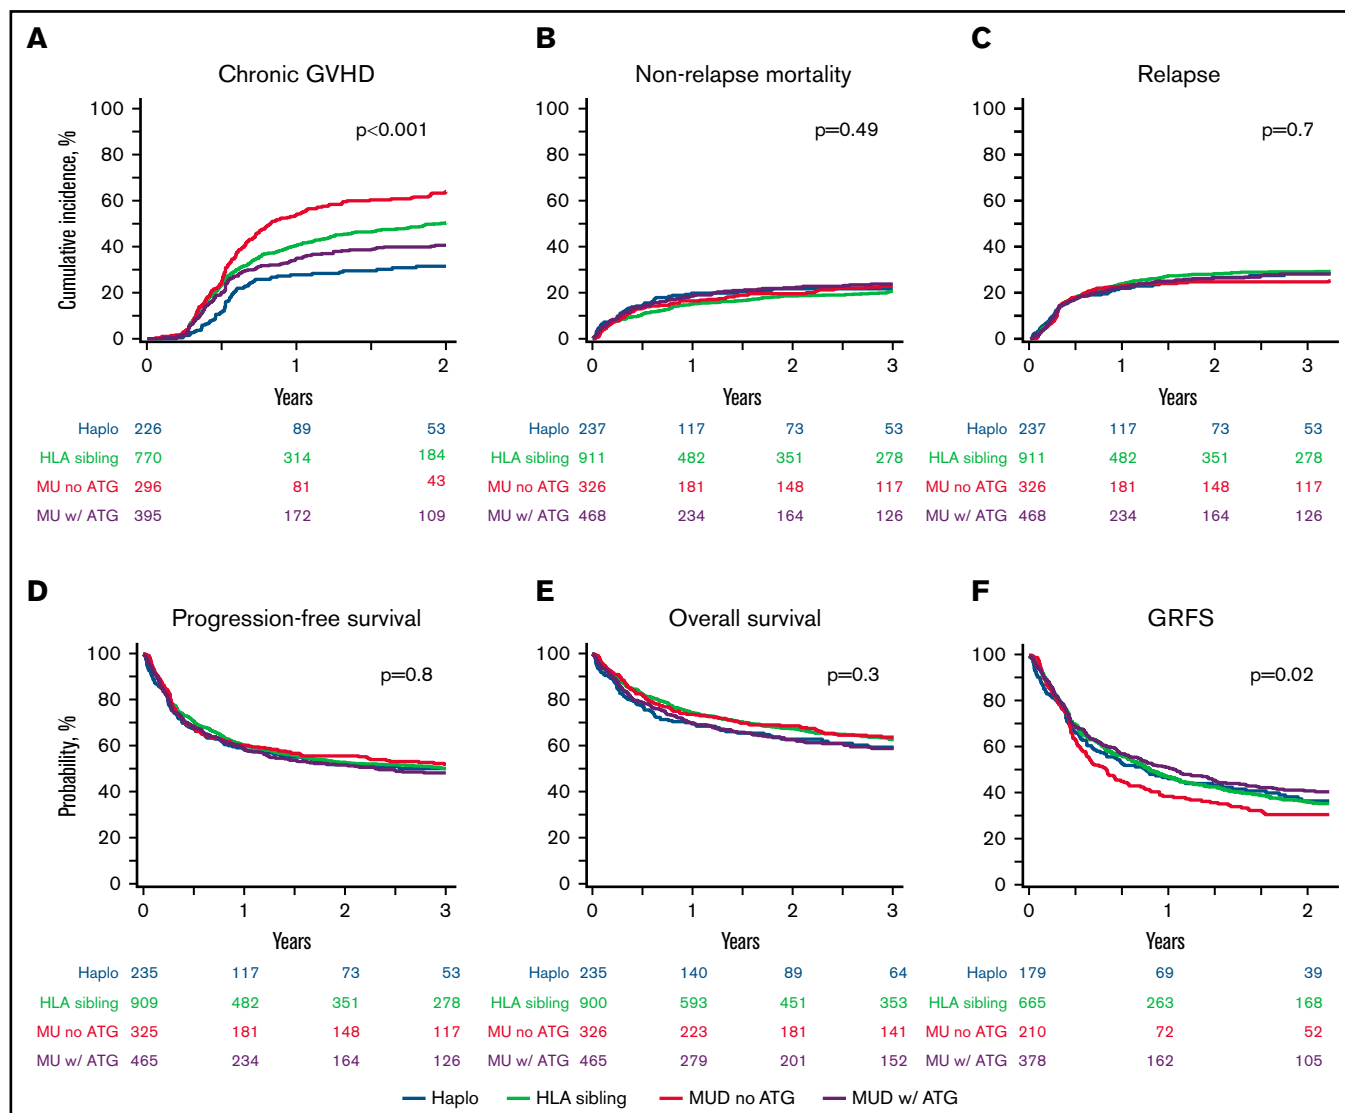 A
Chronic GVHD
p<0.001
Cumulative incidence, %
100
80
60
40
20
0
0 1 2
Years
Haplo 226 89 53
HLA sibling 770 314 184
MU no ATG 296 81 43
MU w/ ATG 395 172 109
B
Non-relapse mortality
p=0.49
100
80
60
40
20
0
0 1 2 3
Years
Haplo 237 117 73 53
HLA sibling 911 482 351 278
MU no ATG 326 181 148 117
MU w/ ATG 468 234 164 126
C
Relapse
p=0.7
100
80
60
40
20
0
0 1 2 3
Years
Haplo 237 117 73 53
HLA sibling 911 482 351 278
MU no ATG 326 181 148 117
MU w/ ATG 468 234 164 126
D
Progression-free survival
p=0.8
Probability, %
100
80
60
40
20
0
0 1 2 3
Years
Haplo 235 117 73 53
HLA sibling 909 482 351 278
MU no ATG 325 181 148 117
MU w/ ATG 465 234 164 126
E
Overall survival
p=0.3
100
80
60
40
20
0
0 1 2 3
Years
Haplo 235 140 89 64
HLA sibling 900 593 451 353
MU no ATG 326 223 181 141
MU w/ ATG 465 279 201 152
F
GRFS
p=0.02
100
80
60
40
20
0
0 1 2
Years
Haplo 179 69 39
HLA sibling 665 263 168
MU no ATG 210 72 52
MU w/ ATG 378 162 105
Haplo HLA sibling MUD no ATG MUD w/ ATG